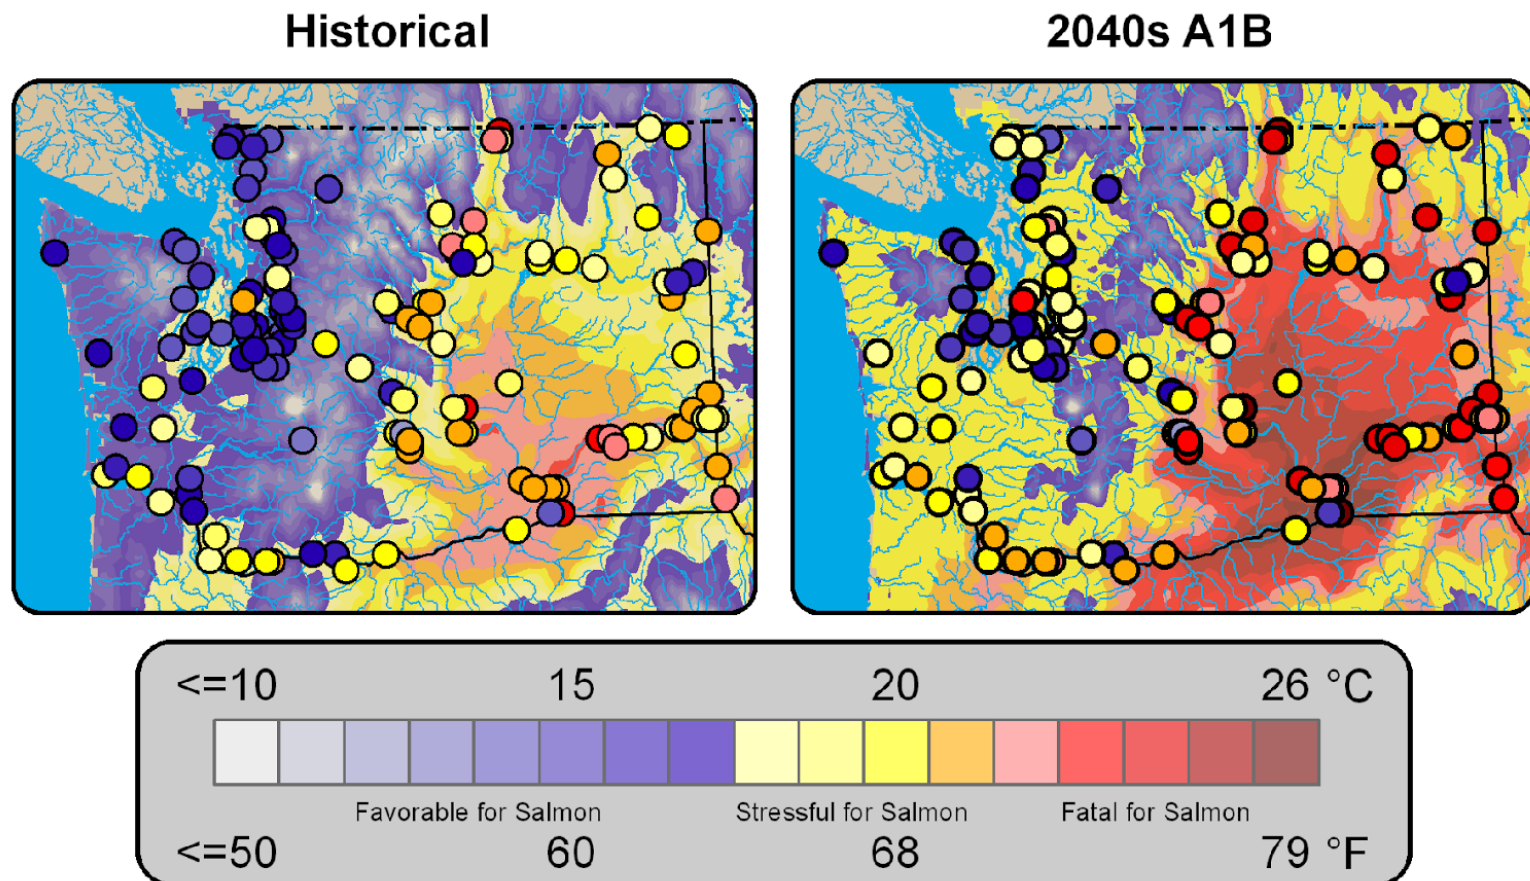 Historical 2040s A1B
<=10 15 20 26 °C
Favorable for Salmon Stressful for Salmon Fatal for Salmon
<=50 60 68 79 °F